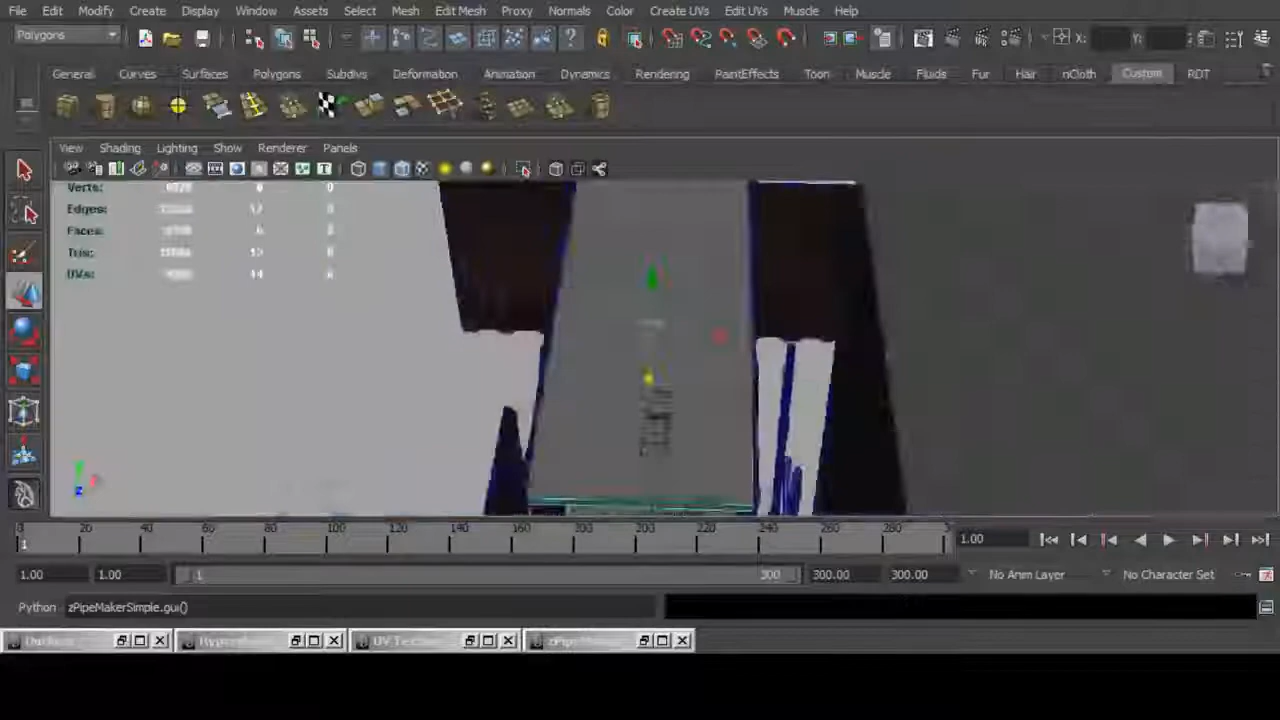 File Edit Modify Create Display Window Assets Select Mesh Edit Mesh Proxy Normals Color Create UVs Edit UVs Muscle Help
Polygons X: Y:
General Curves Surfaces Polygons Subdivs Deformation Animation Dynamics Rendering PaintEffects Toon Muscle Fluids Fur Hair nCloth Custom RDT
View Shading Lighting Show Renderer Panels
Verts: 0
Edges:
Faces:
Tris:
UVs:
0 20 40 60 80 100 120 140 160 180 200 220 240 260 280
1 1.00
1.00 1.00 1 300 300.00 300.00 No Anim Layer No Character Set
Python zPipeMakerSimple.gui()
UV Textu